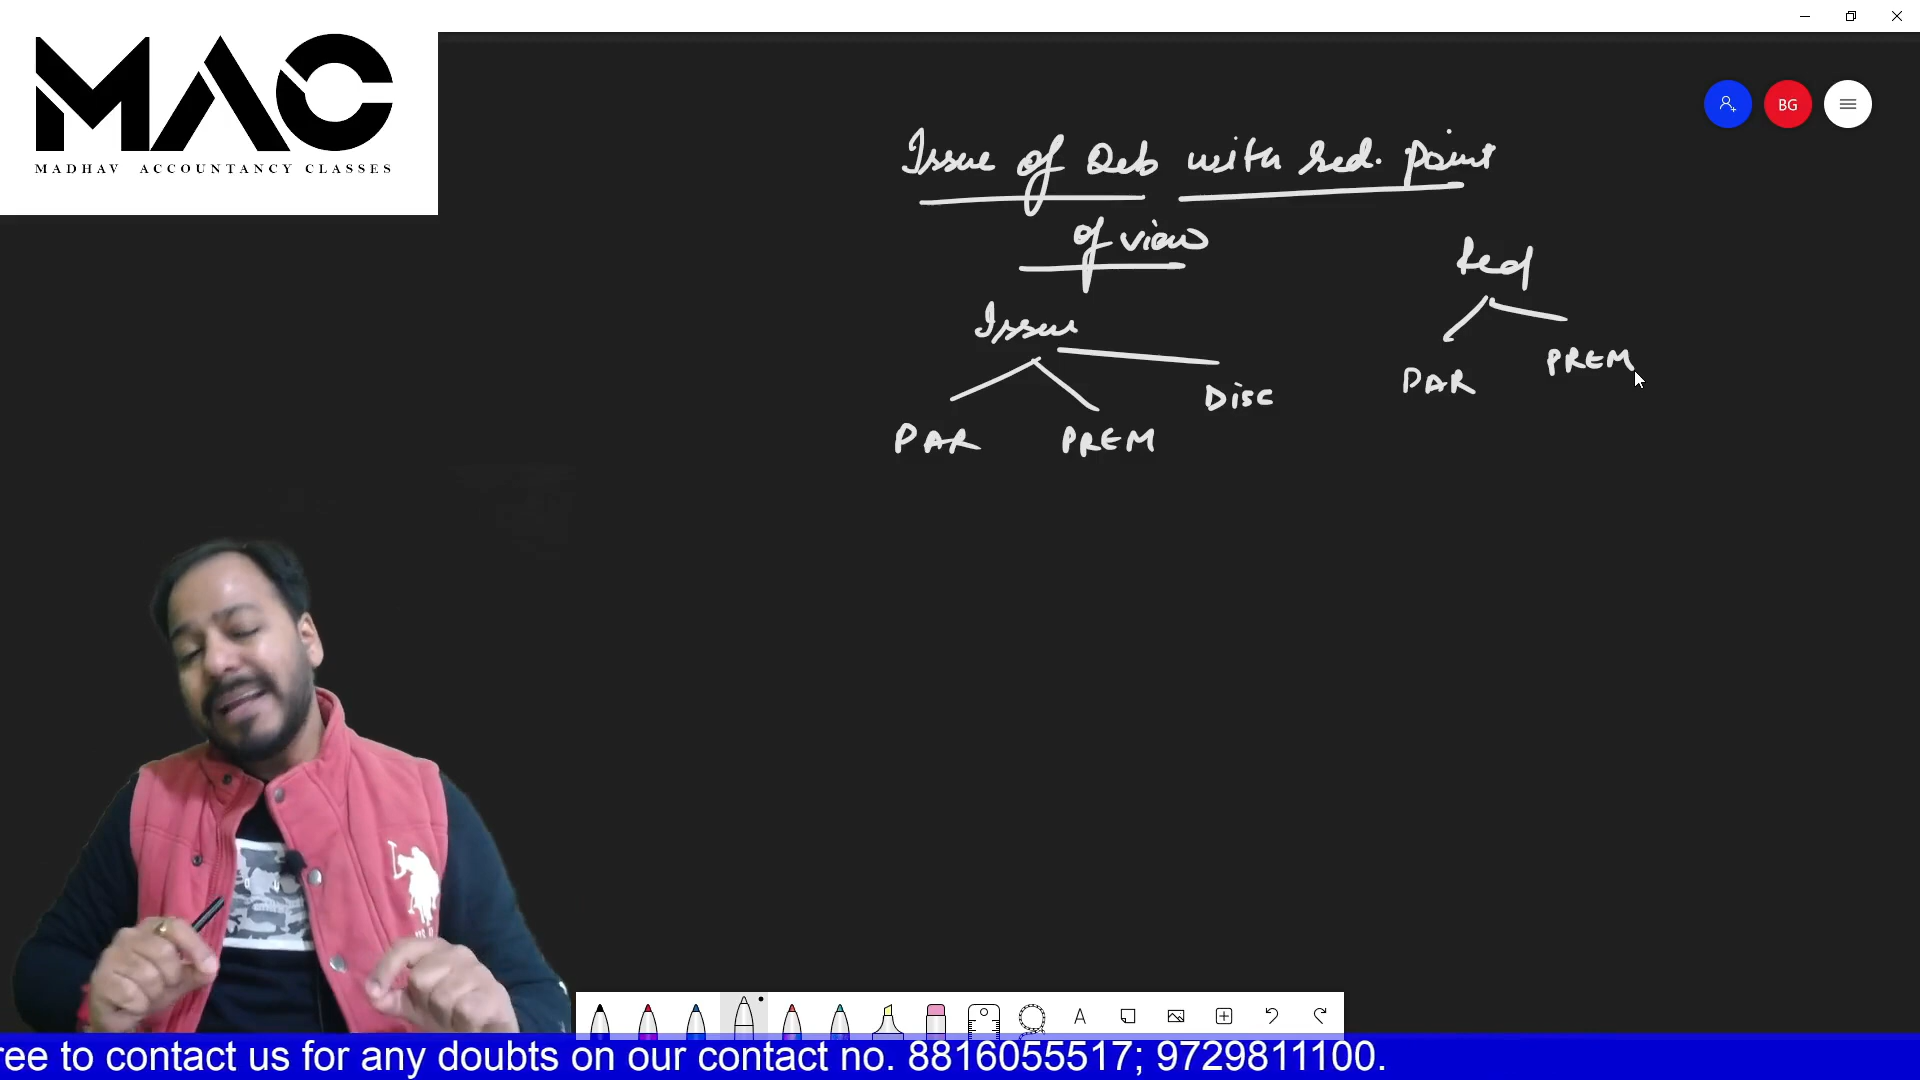 MAC
MADHAV ACCOUNTANCY CLASSES
BG
Issue of Deb with Red. point
of view
Red
Issue
PAR PREM
Disc
PAR PREM
A
ree to contact us for any doubts on our contact no. 8816055517; 9729811100.